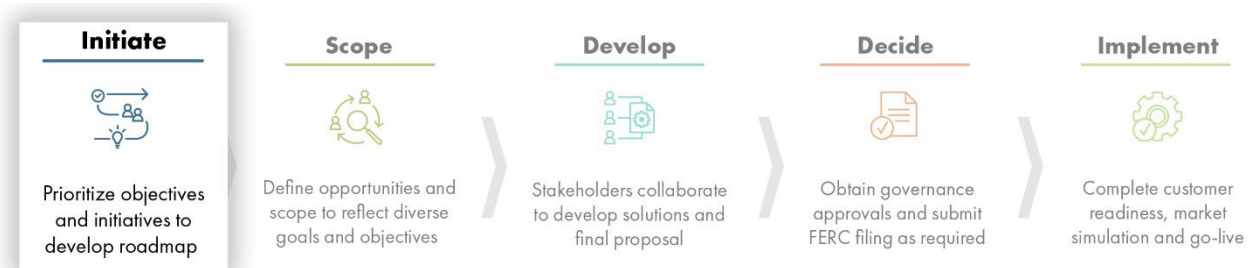 Initiate
Prioritize objectives
and initiatives to
develop roadmap
Scope
Define opportunities and
scope to reflect diverse
goals and objectives
Develop
Stakeholders collaborate
to develop solutions and
final proposal
Decide
Obtain governance
approvals and submit
FERC filing as required
Implement
Complete customer
readiness, market
simulation and go-live